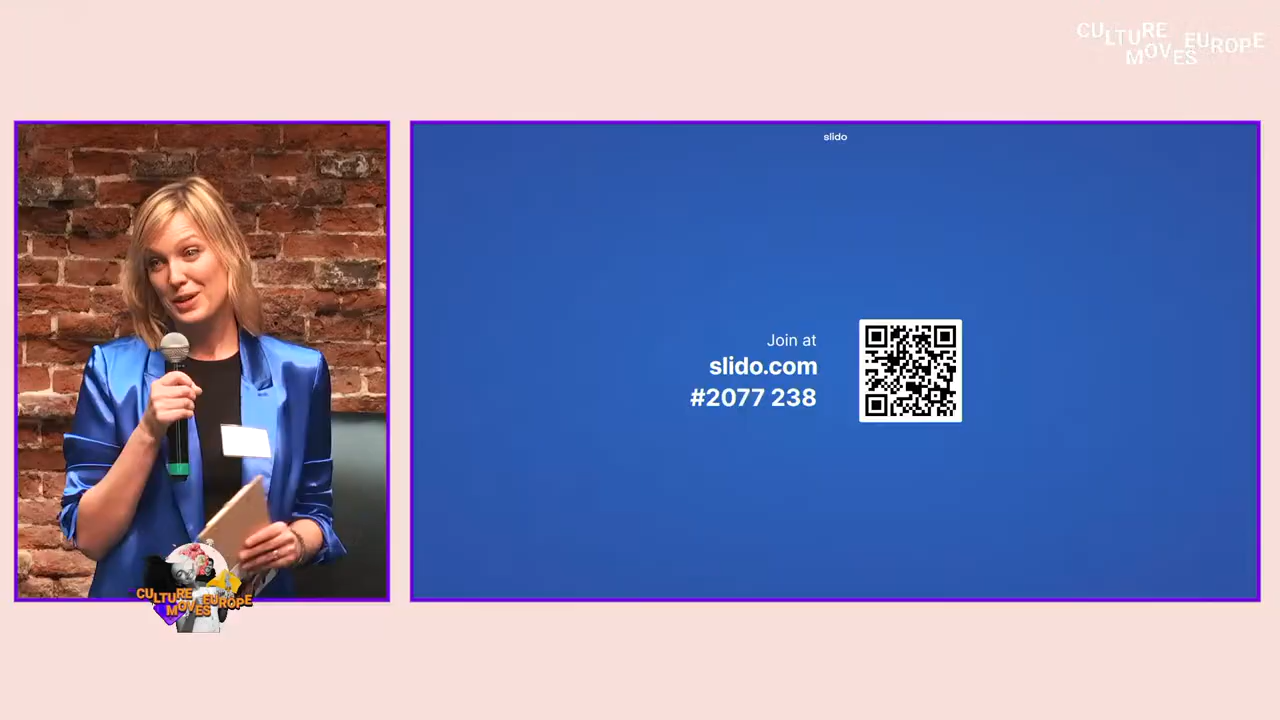 CULTURE
MOVES EUROPE
slido
Join at
slido.com
#2077 238
CULTURE
MOVES EUROPE